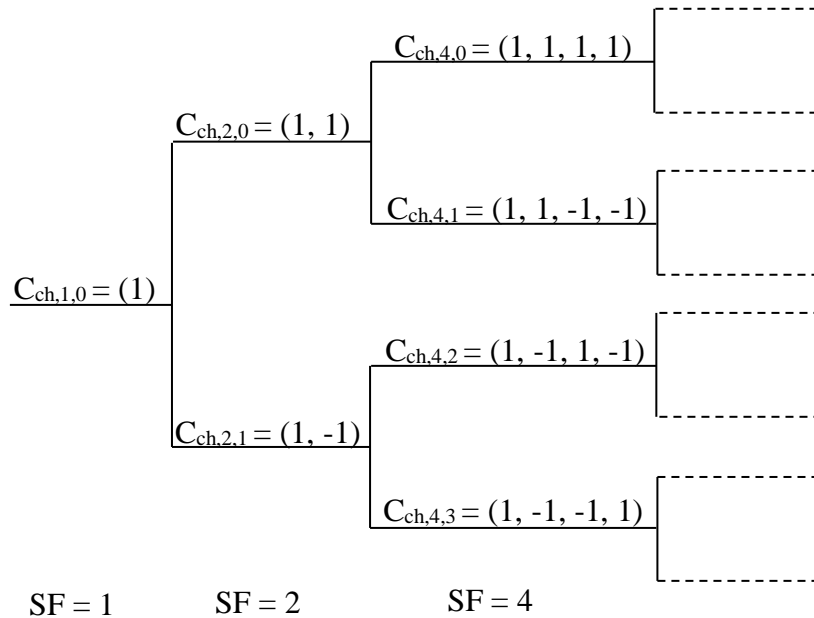 C_ch,4,0 = (1, 1, 1, 1)
C_ch,2,0 = (1, 1)
C_ch,4,1 = (1, 1, -1, -1)
C_ch,1,0 = (1)
C_ch,4,2 = (1, -1, 1, -1)
C_ch,2,1 = (1, -1)
C_ch,4,3 = (1, -1, -1, 1)
SF = 1 SF = 2 SF = 4